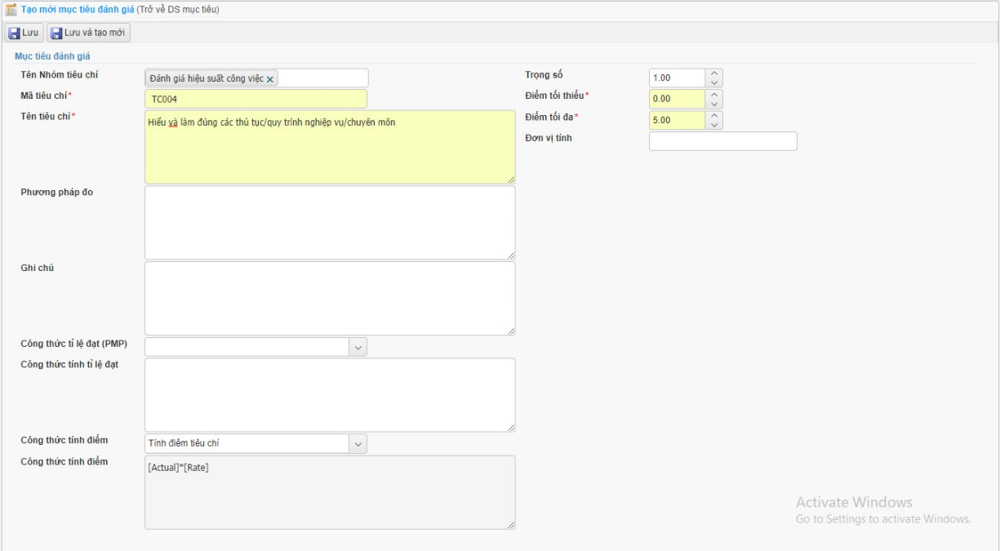 Tạo mới mục tiêu đánh giá (Trở về DS mục tiêu)
Lưu Lưu và tạo mới
Mục tiêu đánh giá
Tên Nhóm tiêu chí Đánh giá hiệu suất công việc × Trọng số 1.00
Mã tiêu chí* TC004 Điểm tối thiểu* 0.00
Tên tiêu chí* Hiểu và làm đúng các thủ tục/quy trình nghiệp vụ/chuyên môn Điểm tối đa* 5.00
Đơn vị tính
Phương pháp đo
Ghi chú
Công thức tỉ lệ đạt (PMP)
Công thức tính tỉ lệ đạt
Công thức tính điểm Tính điểm tiêu chí
Công thức tính điểm [Actual]*[Rate]
Activate Windows
Go to Settings to activate Windows.